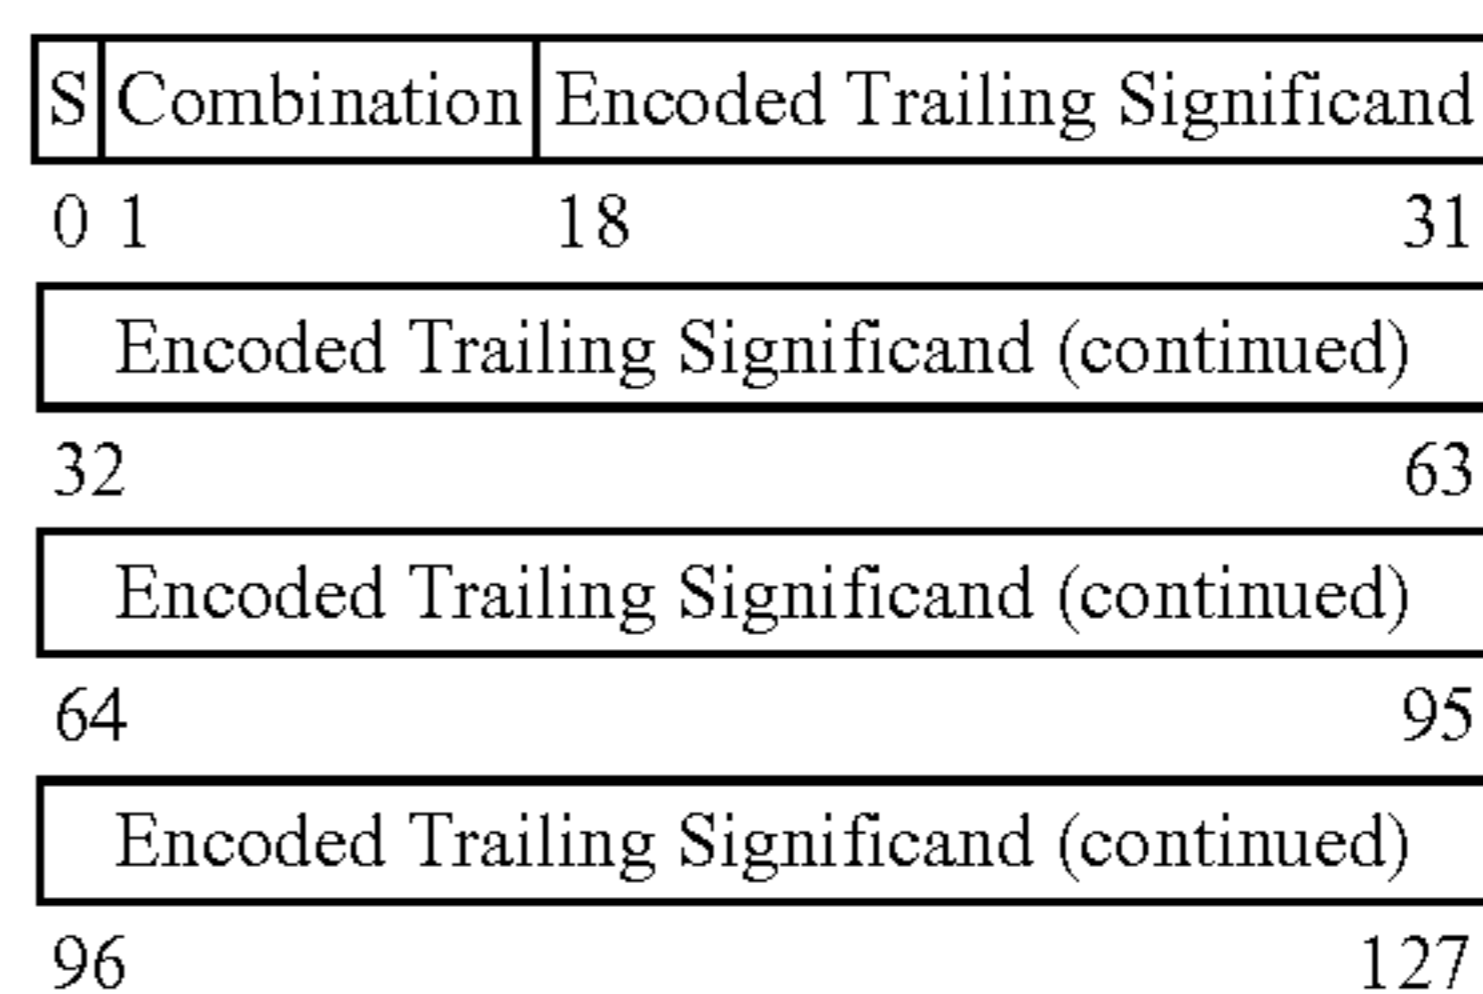 S Combination Encoded Trailing Significand
0 1 18 31
Encoded Trailing Significand (continued)
32 63
Encoded Trailing Significand (continued)
64 95
Encoded Trailing Significand (continued)
96 127